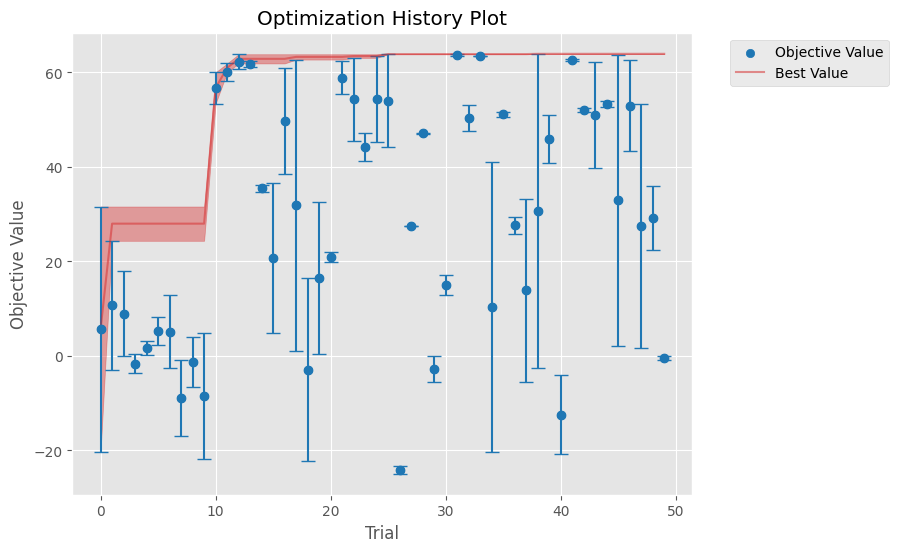 Optimization History Plot
Objective Value
Best Value
Objective Value
60
40
20
0
−20
0 10 20 30 40 50
Trial